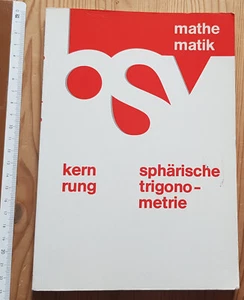 mathe
matik
bsv
kern
rung
sphärische
trigono-
metrie